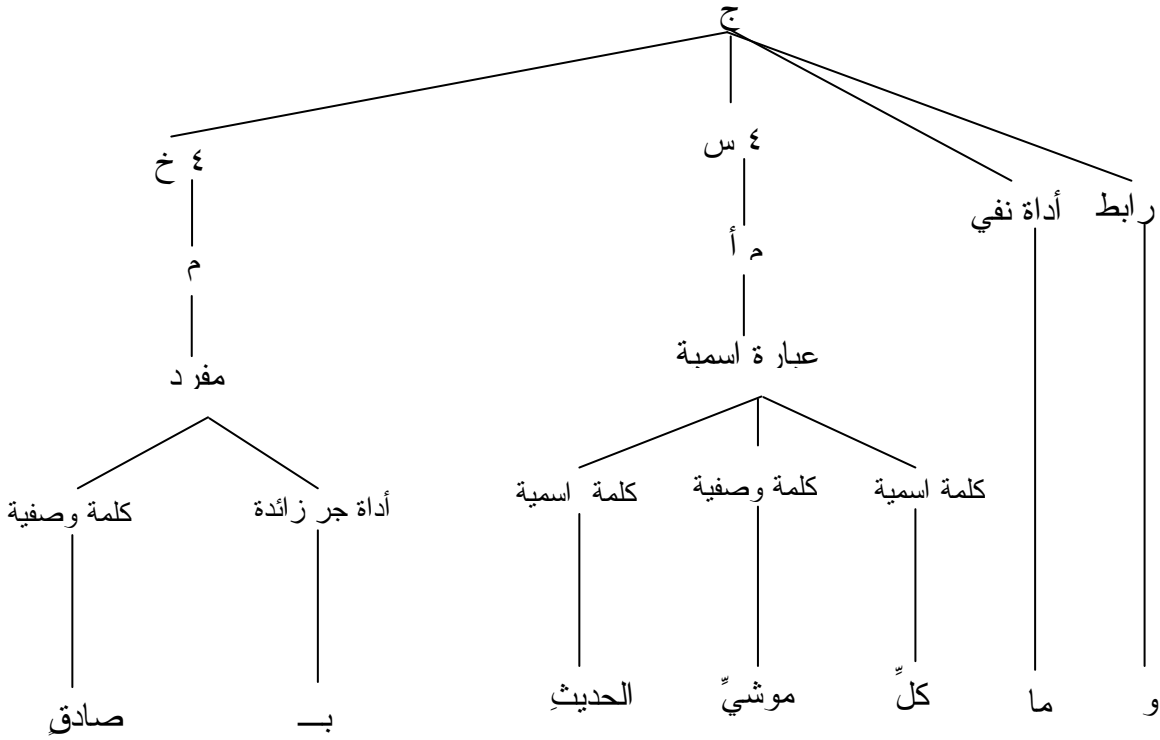 ج
رابط أداة نفي ٤ س ٤ خ
م أ م
عبارة اسمية مفرد
كلمة اسمية كلمة وصفية كلمة اسمية أداة جر زائدة كلمة وصفية
و ما كلِّ موشيِّ الحديثِ بــ صادقٍ